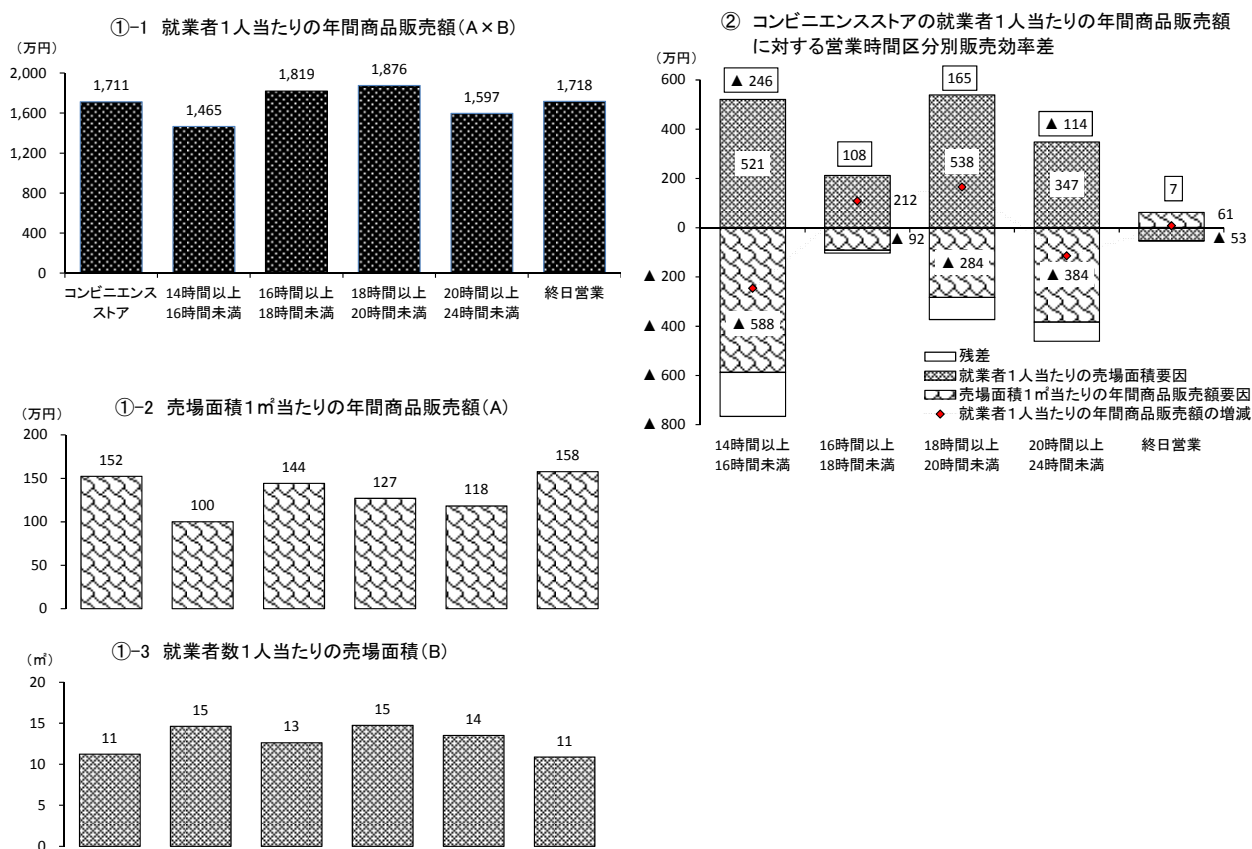 ①-1 就業者1人当たりの年間商品販売額(A×B)
(万円)
2,000
1,600
1,200
800
400
0
1,711
1,465
1,819
1,876
1,597
1,718
コンビニエンス
ストア
14時間以上
16時間未満
16時間以上
18時間未満
18時間以上
20時間未満
20時間以上
24時間未満
終日営業
①-2 売場面積1㎡当たりの年間商品販売額(A)
(万円)
200
150
100
50
0
152
100
144
127
118
158
①-3 就業者数1人当たりの売場面積(B)
(㎡)
20
15
10
5
0
11
15
13
15
14
11
② コンビニエンスストアの就業者1人当たりの年間商品販売額
に対する営業時間区分別販売効率差
(万円)
600
400
200
0
▲ 200
▲ 400
▲ 600
▲ 800
▲ 246
521
▲ 588
108
212
▲ 92
165
538
▲ 284
▲ 114
347
▲ 384
7
61
▲ 53
残差
就業者1人当たりの売場面積要因
売場面積1㎡当たりの年間商品販売額要因
就業者1人当たりの年間商品販売額の増減
14時間以上
16時間未満
16時間以上
18時間未満
18時間以上
20時間未満
20時間以上
24時間未満
終日営業